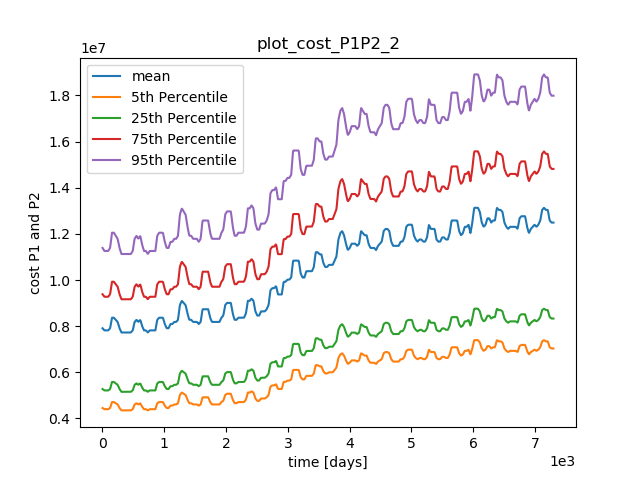 plot_cost_P1P2_2
1e7
mean
5th Percentile
25th Percentile
75th Percentile
95th Percentile
1.8
1.6
1.4
1.2
1.0
0.8
0.6
0.4
cost P1 and P2
0 1 2 3 4 5 6 7
time [days]
1e3